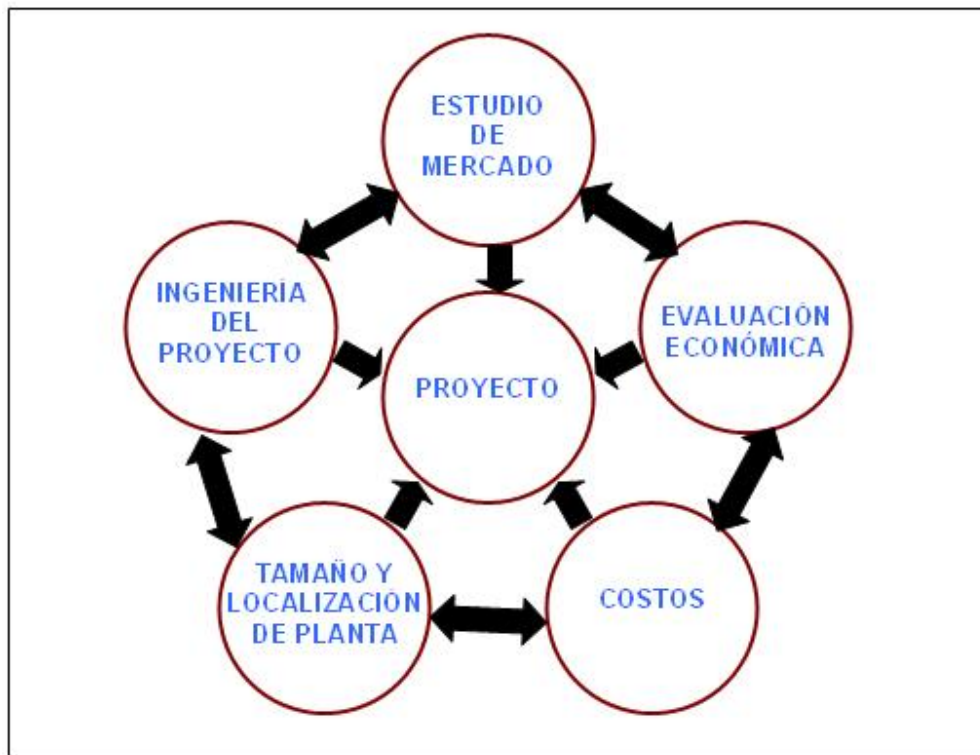 ESTUDIO
DE
MERCADO
INGENIERÍA
DEL
PROYECTO
EVALUACIÓN
ECONÓMICA
PROYECTO
TAMAÑO Y
LOCALIZACIÓN
DE PLANTA
COSTOS